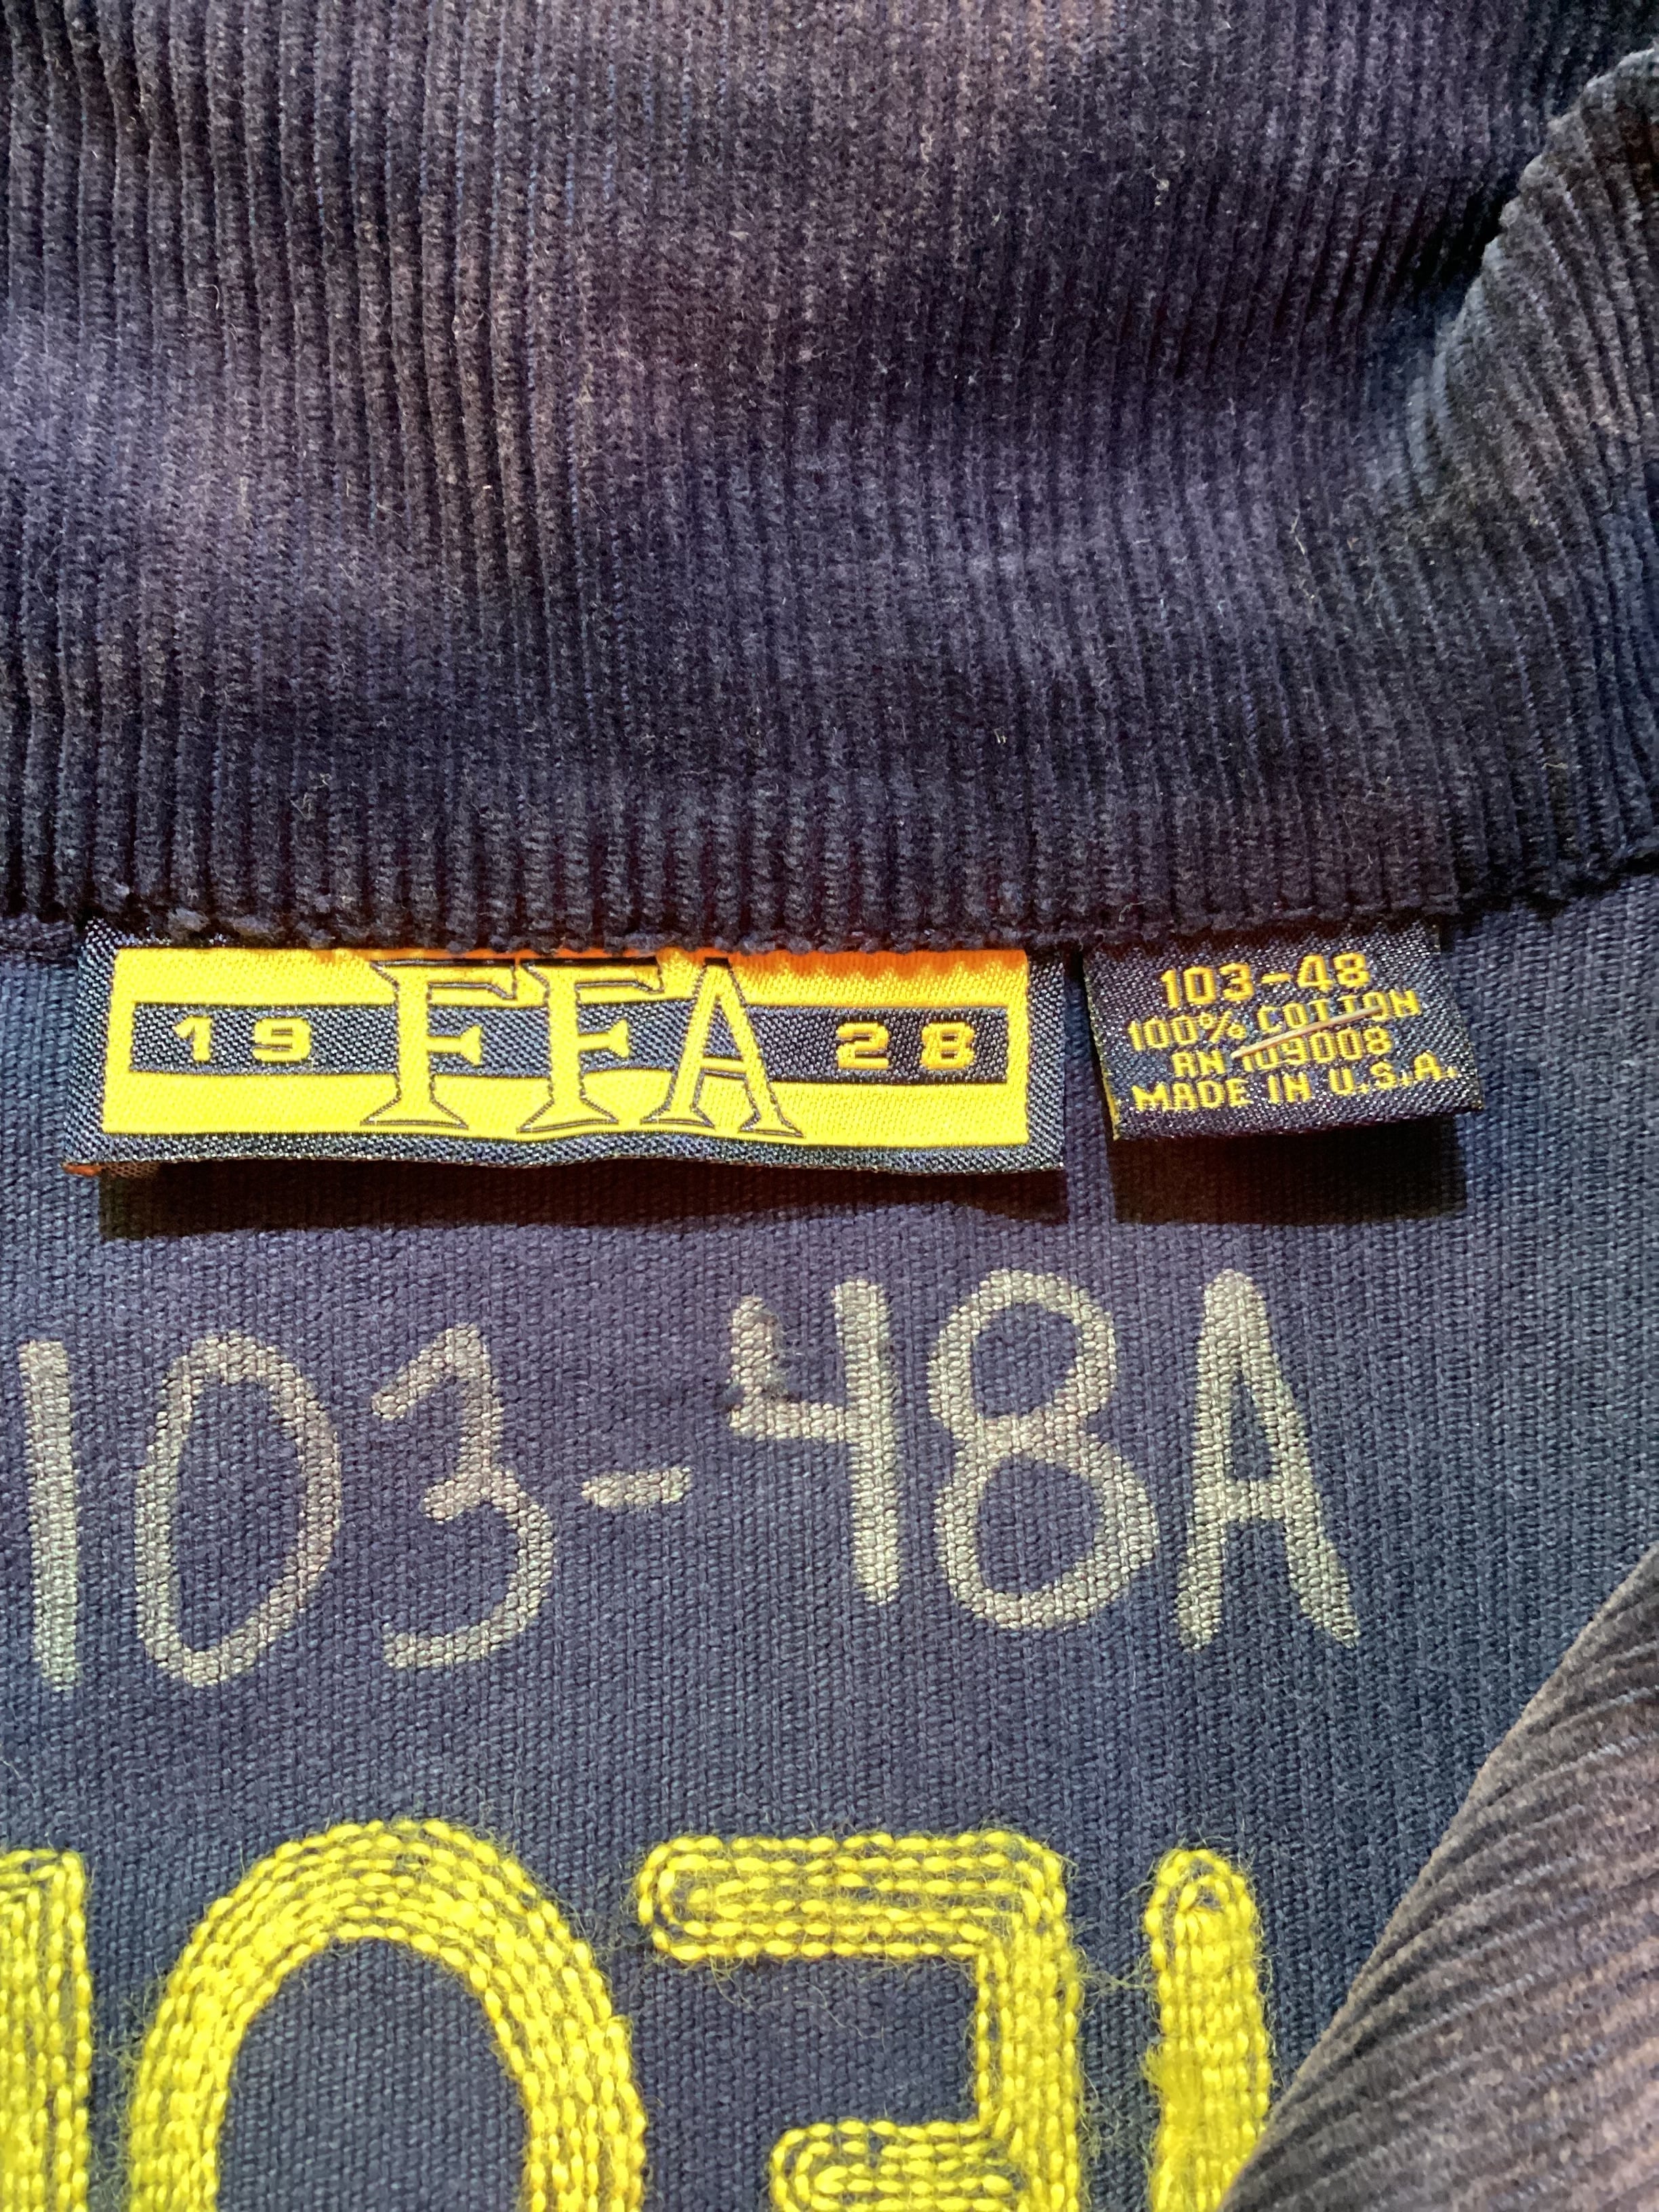 19 FFA 28
103-48
100% COTTON
RN 109008
MADE IN U.S.A.
103-48A